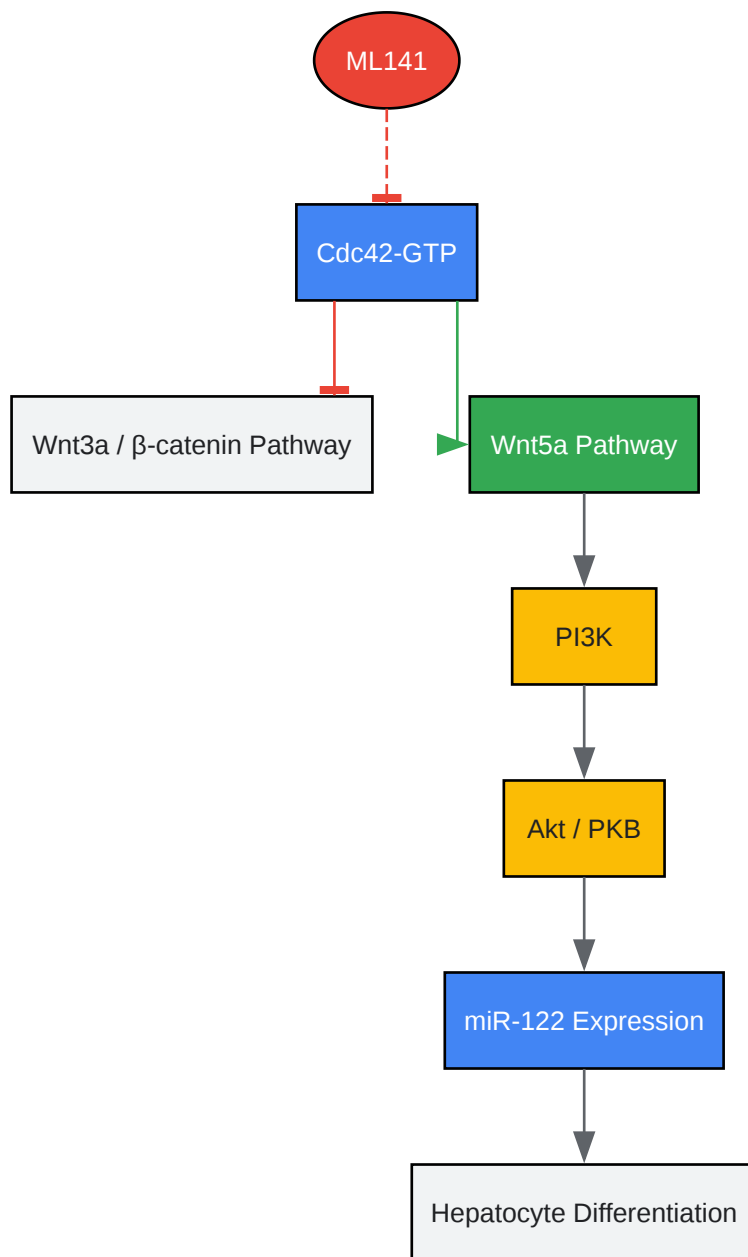 ML141
Cdc42-GTP
Wnt3a / β-catenin Pathway
Wnt5a Pathway
PI3K
Akt / PKB
miR-122 Expression
Hepatocyte Differentiation